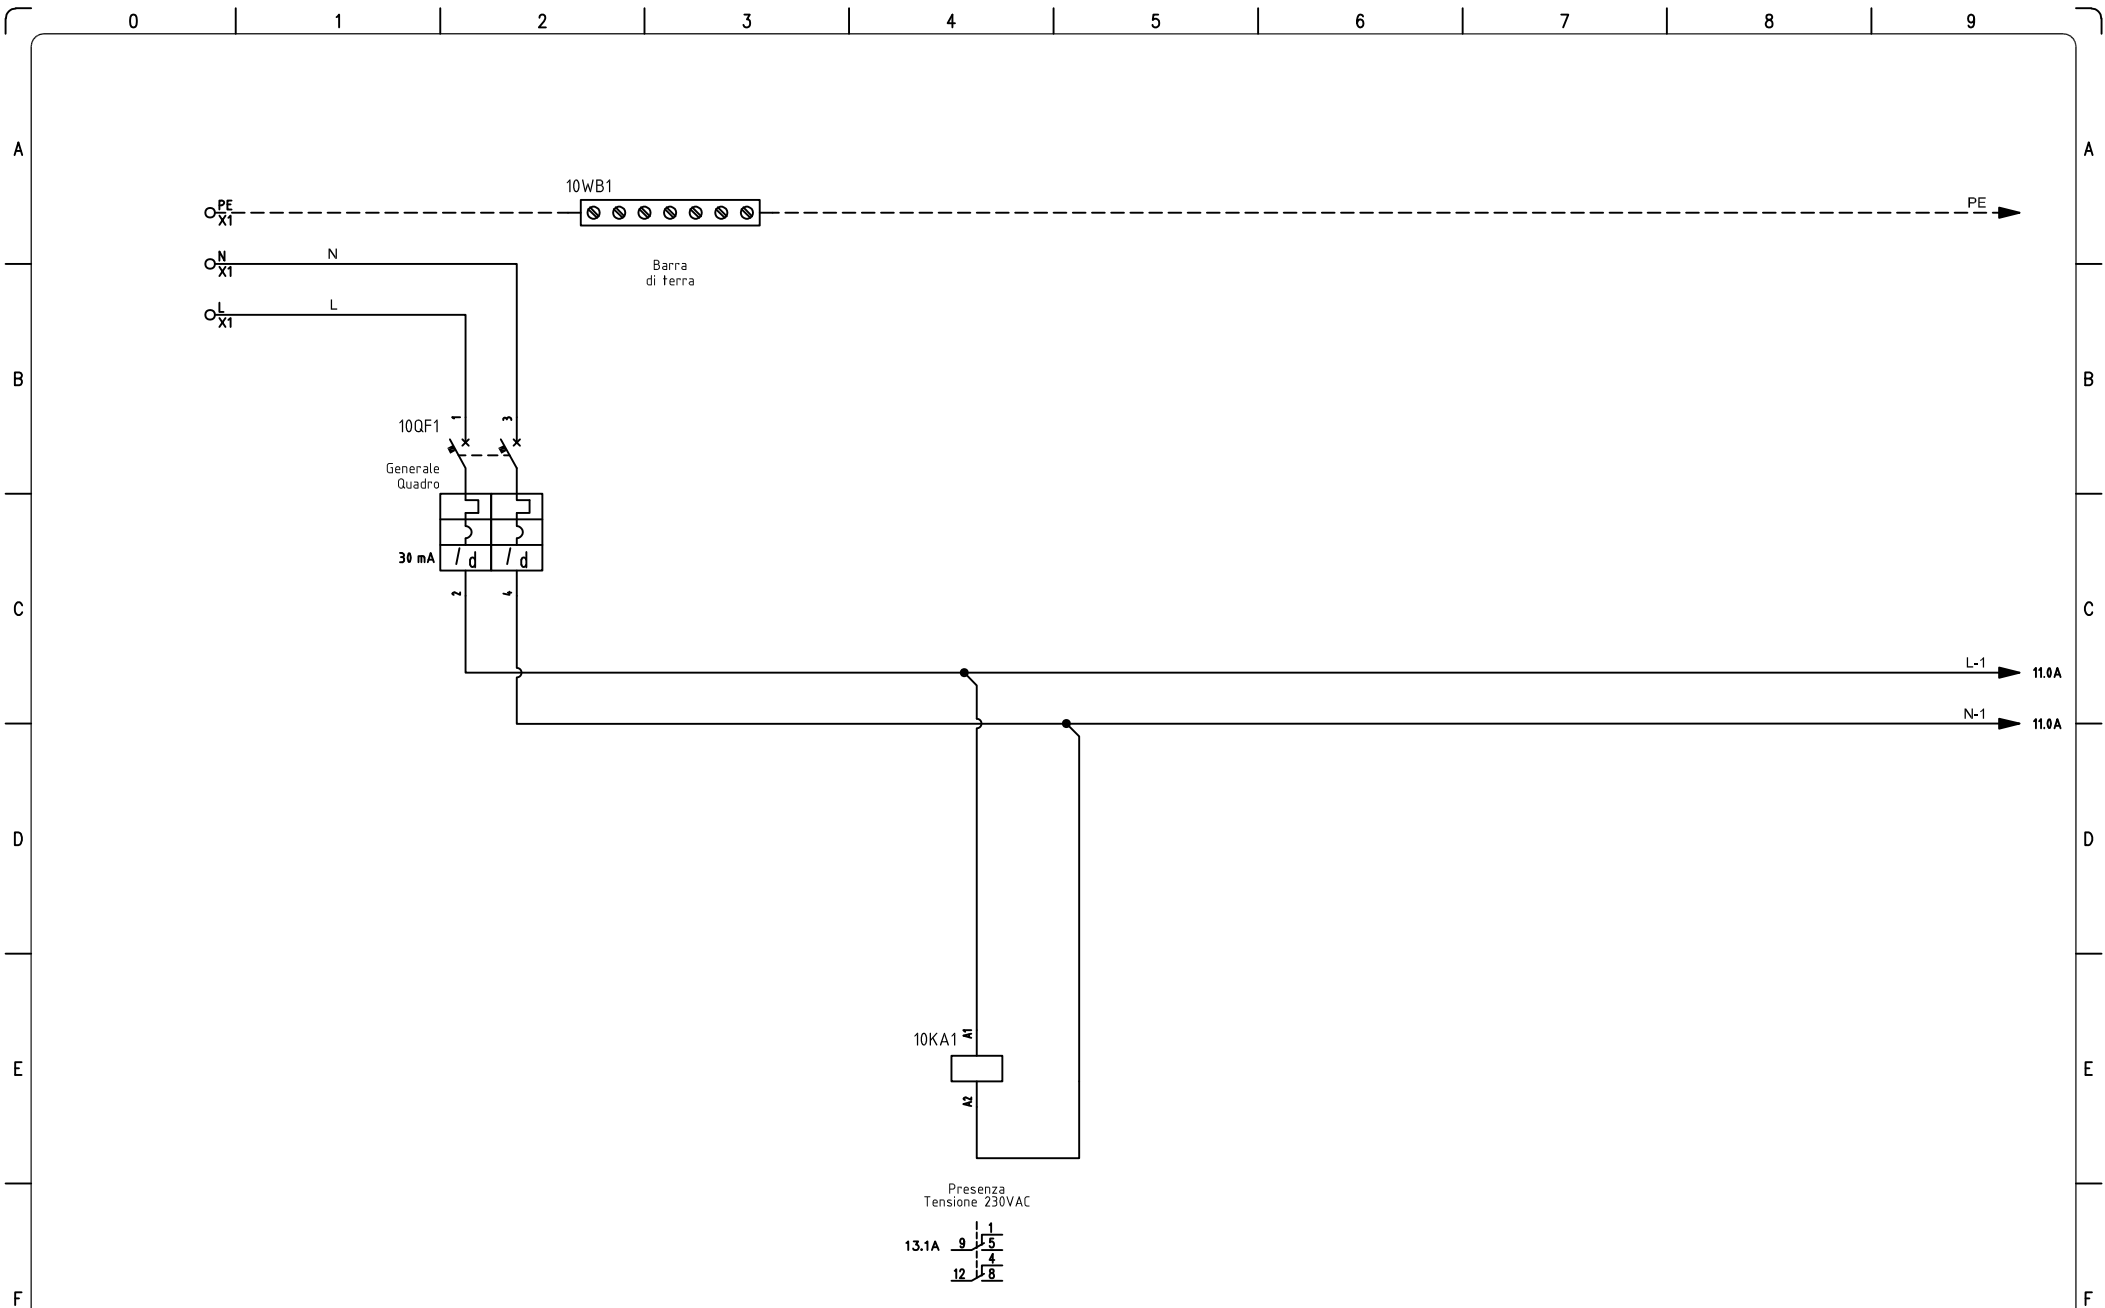 0 1 2 3 4 5 6 7 8 9
A A
10WB1
PE
X1
PE
N
X1
N
Barra
di terra
L
X1
L
B B
1 3
10QF1
Generale
Quadro
30 mA
/ d / d
2 4
C C
L-1 11.0A
N-1 11.0A
D D
10KA1
A1
E E
A2
Presenza
Tensione 230VAC
1
13.1A 9 5
4
12 8
F F